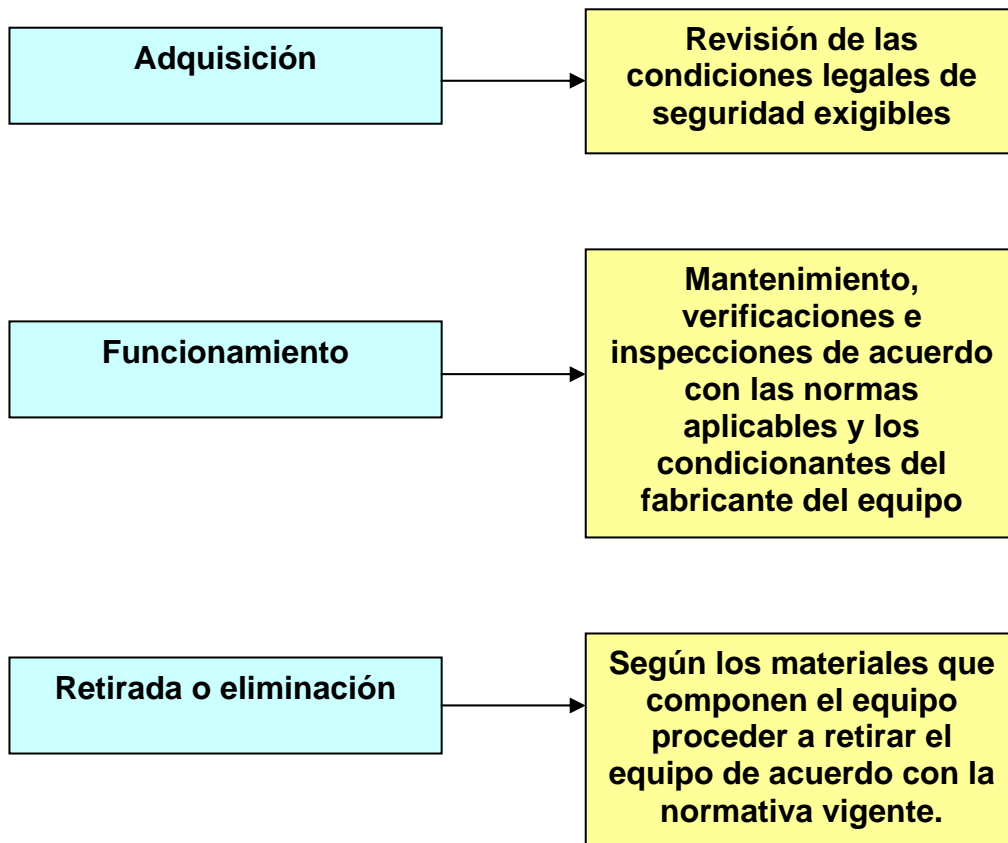 Adquisición
Revisión de las
condiciones legales de
seguridad exigibles
Funcionamiento
Mantenimiento,
verificaciones e
inspecciones de acuerdo
con las normas
aplicables y los
condicionantes del
fabricante del equipo
Retirada o eliminación
Según los materiales que
componen el equipo
proceder a retirar el
equipo de acuerdo con la
normativa vigente.